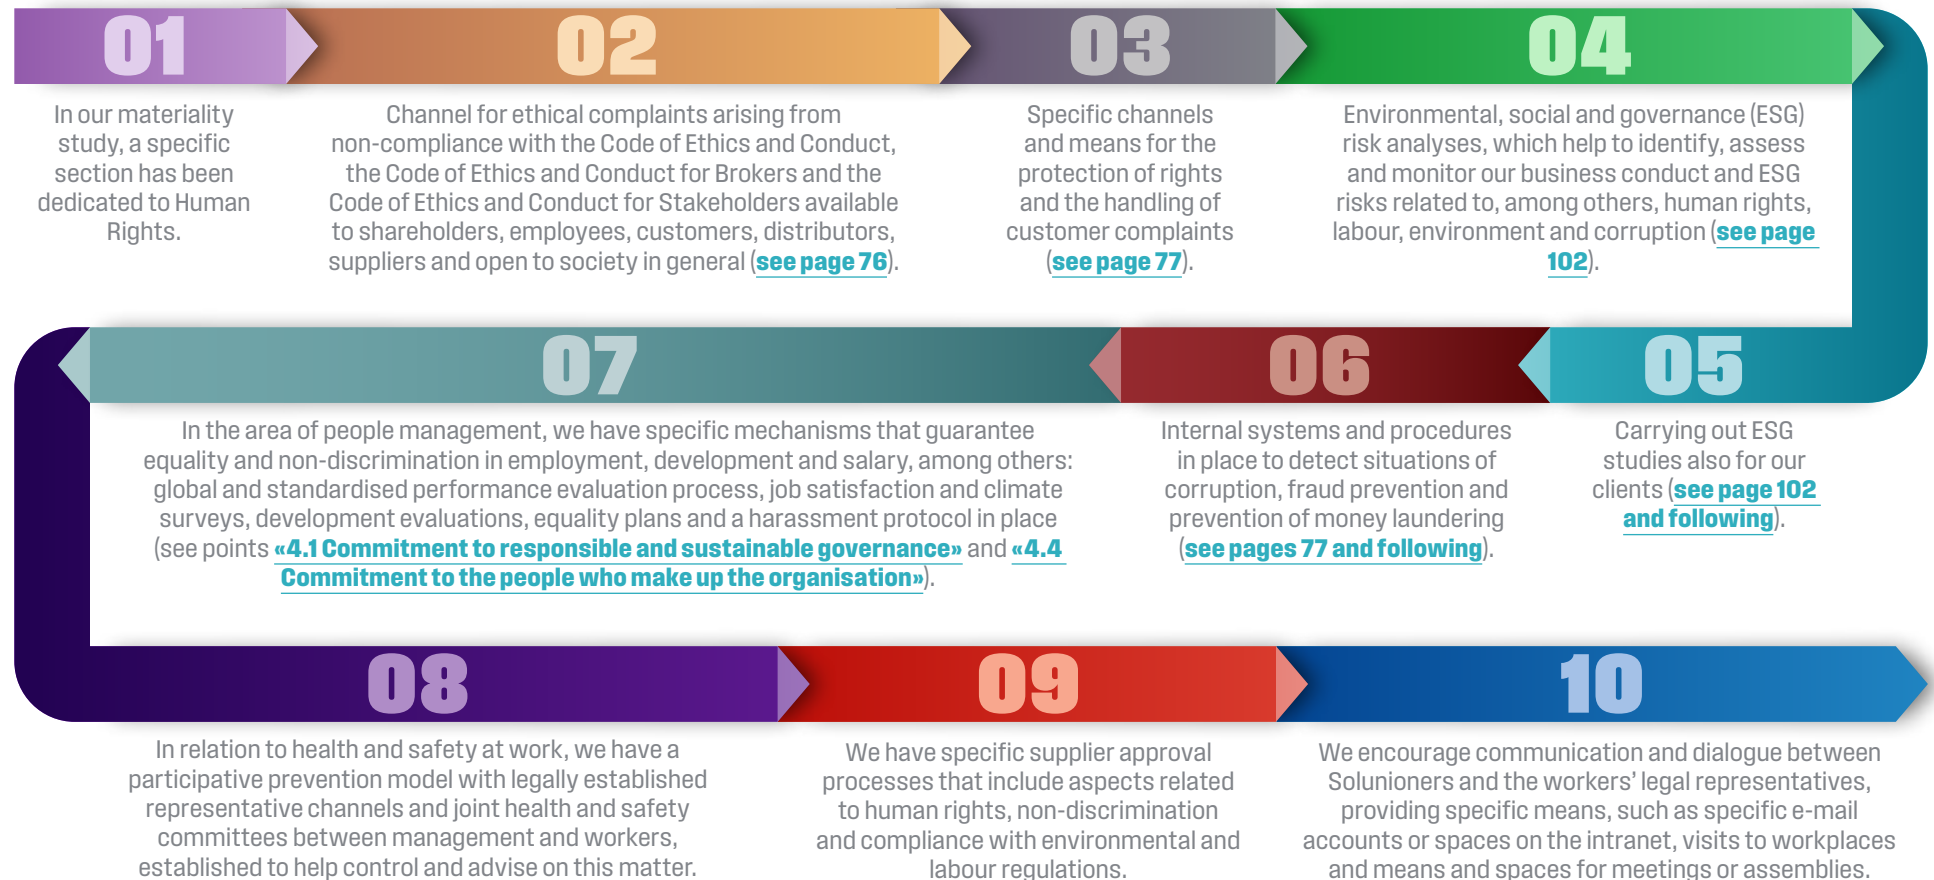 01
In our materiality
study, a specific
section has been
dedicated to Human
Rights.
02
Channel for ethical complaints arising from
non-compliance with the Code of Ethics and Conduct,
the Code of Ethics and Conduct for Brokers and the
Code of Ethics and Conduct for Stakeholders available
to shareholders, employees, customers, distributors,
suppliers and open to society in general (see page 76).
03
Specific channels
and means for the
protection of rights
and the handling of
customer complaints
(see page 77).
04
Environmental, social and governance (ESG)
risk analyses, which help to identify, assess
and monitor our business conduct and ESG
risks related to, among others, human rights,
labour, environment and corruption (see page
102).
05
Carrying out ESG
studies also for our
clients (see page 102
and following).
06
Internal systems and procedures
in place to detect situations of
corruption, fraud prevention and
prevention of money laundering
(see pages 77 and following).
07
In the area of people management, we have specific mechanisms that guarantee
equality and non-discrimination in employment, development and salary, among others:
global and standardised performance evaluation process, job satisfaction and climate
surveys, development evaluations, equality plans and a harassment protocol in place
(see points «4.1 Commitment to responsible and sustainable governance» and «4.4
Commitment to the people who make up the organisation»).
08
In relation to health and safety at work, we have a
participative prevention model with legally established
representative channels and joint health and safety
committees between management and workers,
established to help control and advise on this matter.
09
We have specific supplier approval
processes that include aspects related
to human rights, non-discrimination
and compliance with environmental and
labour regulations.
10
We encourage communication and dialogue between
Solunioners and the workers' legal representatives,
providing specific means, such as specific e-mail
accounts or spaces on the intranet, visits to workplaces
and means and spaces for meetings or assemblies.